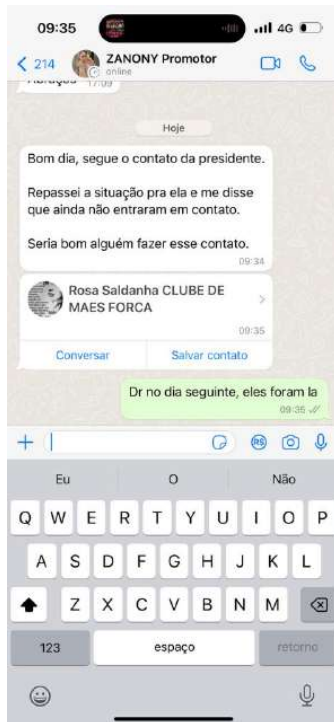 09:35
4G
214
ZANONY Promotor
online
17:09
Hoje
Bom dia, segue o contato da presidente.
Repassei a situação pra ela e me disse
que ainda não entraram em contato.
Seria bom alguém fazer esse contato.
09:34
Rosa Saldanha CLUBE DE
MAES FORCA
09:35
Conversar Salvar contato
Dr no dia seguinte, eles foram la
09:35
R$
Eu O Não
Q W E R T Y U I O P
A S D F G H J K L
Z X C V B N M
123 espaço retorno